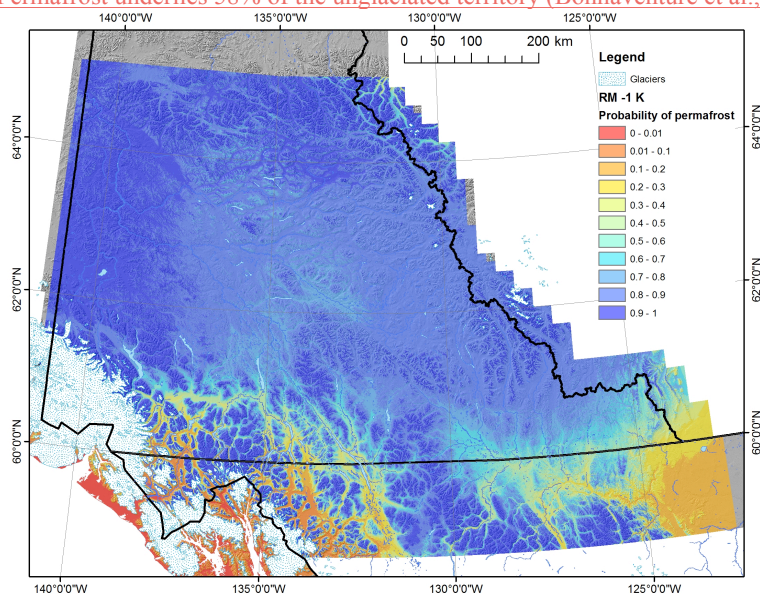 Permafrost underlies 58% of the unglaciated territory (Bonnaventure et al.,
140°0'0"W 135°0'0"W 130°0'0"W 125°0'0"W
0 50 100 200 km
Legend
Glaciers
RM -1 K
Probability of permafrost
0 - 0.01
0.01 - 0.1
0.1 - 0.2
0.2 - 0.3
0.3 - 0.4
0.4 - 0.5
0.5 - 0.6
0.6 - 0.7
0.7 - 0.8
0.8 - 0.9
0.9 - 1
64°0'0"N 64°0'0"N
62°0'0"N 62°0'0"N
60°0'0"N 60°0'0"N
140°0'0"W 135°0'0"W 130°0'0"W 125°0'0"W